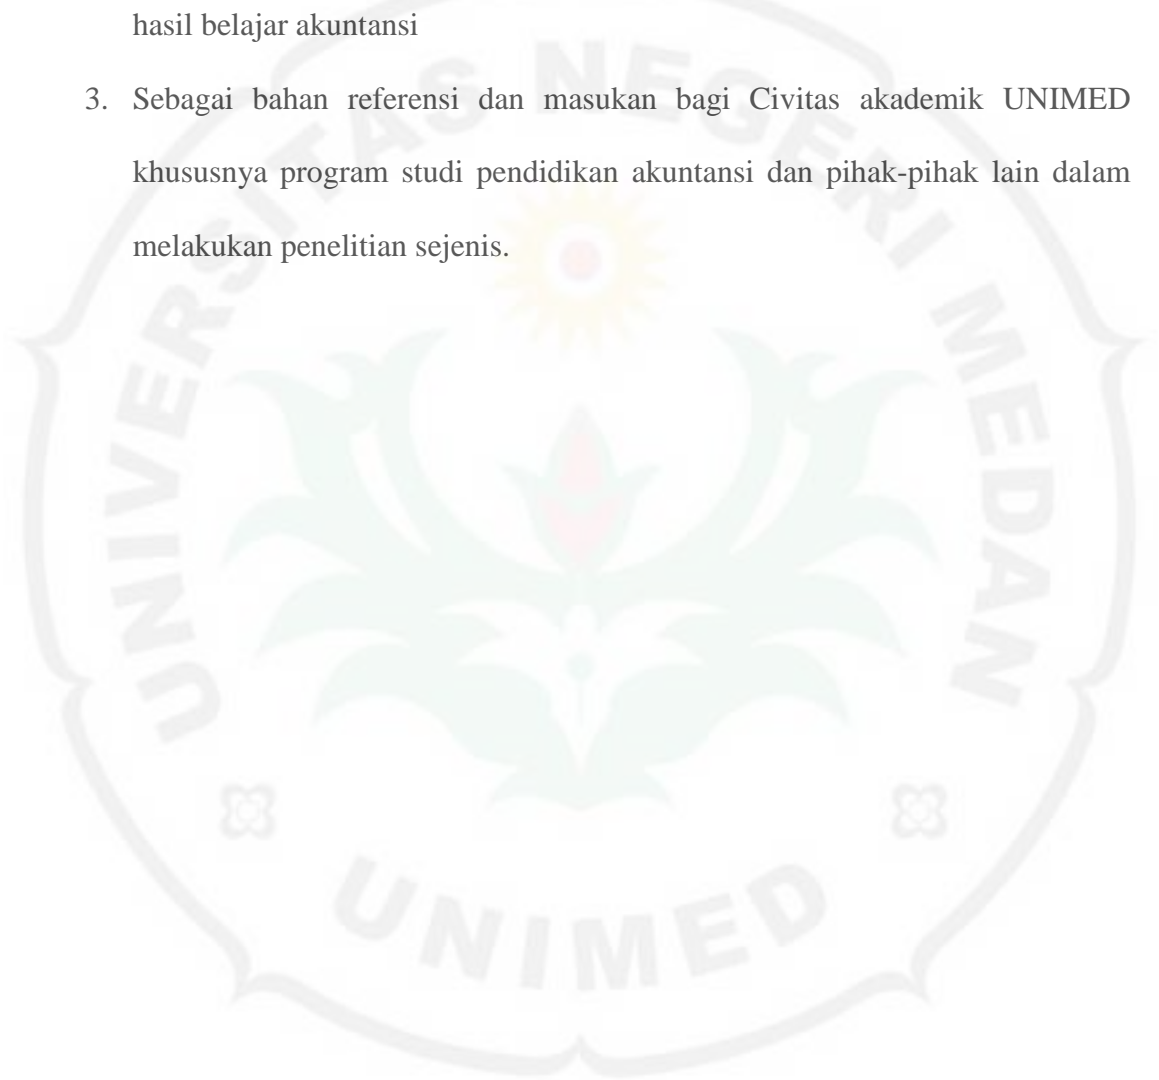 hasil belajar akuntansi
3. Sebagai bahan referensi dan masukan bagi Civitas akademik UNIMED
khususnya program studi pendidikan akuntansi dan pihak-pihak lain dalam
melakukan penelitian sejenis.
UNIVERSITAS NEGERI MEDAN
UNIMED